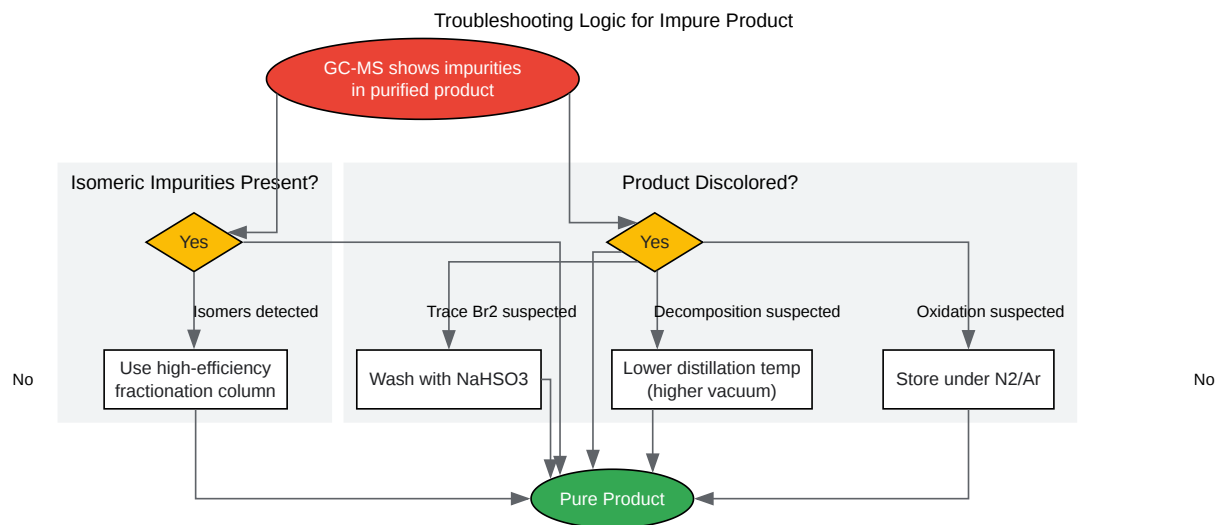 Troubleshooting Logic for Impure Product
GC-MS shows impurities
in purified product
Isomeric Impurities Present?
Product Discolored?
Yes
Yes
Isomers detected
Trace Br2 suspected
Decomposition suspected
Oxidation suspected
No
Use high-efficiency
fractionation column
Wash with NaHSO3
Lower distillation temp
(higher vacuum)
Store under N2/Ar
No
Pure Product